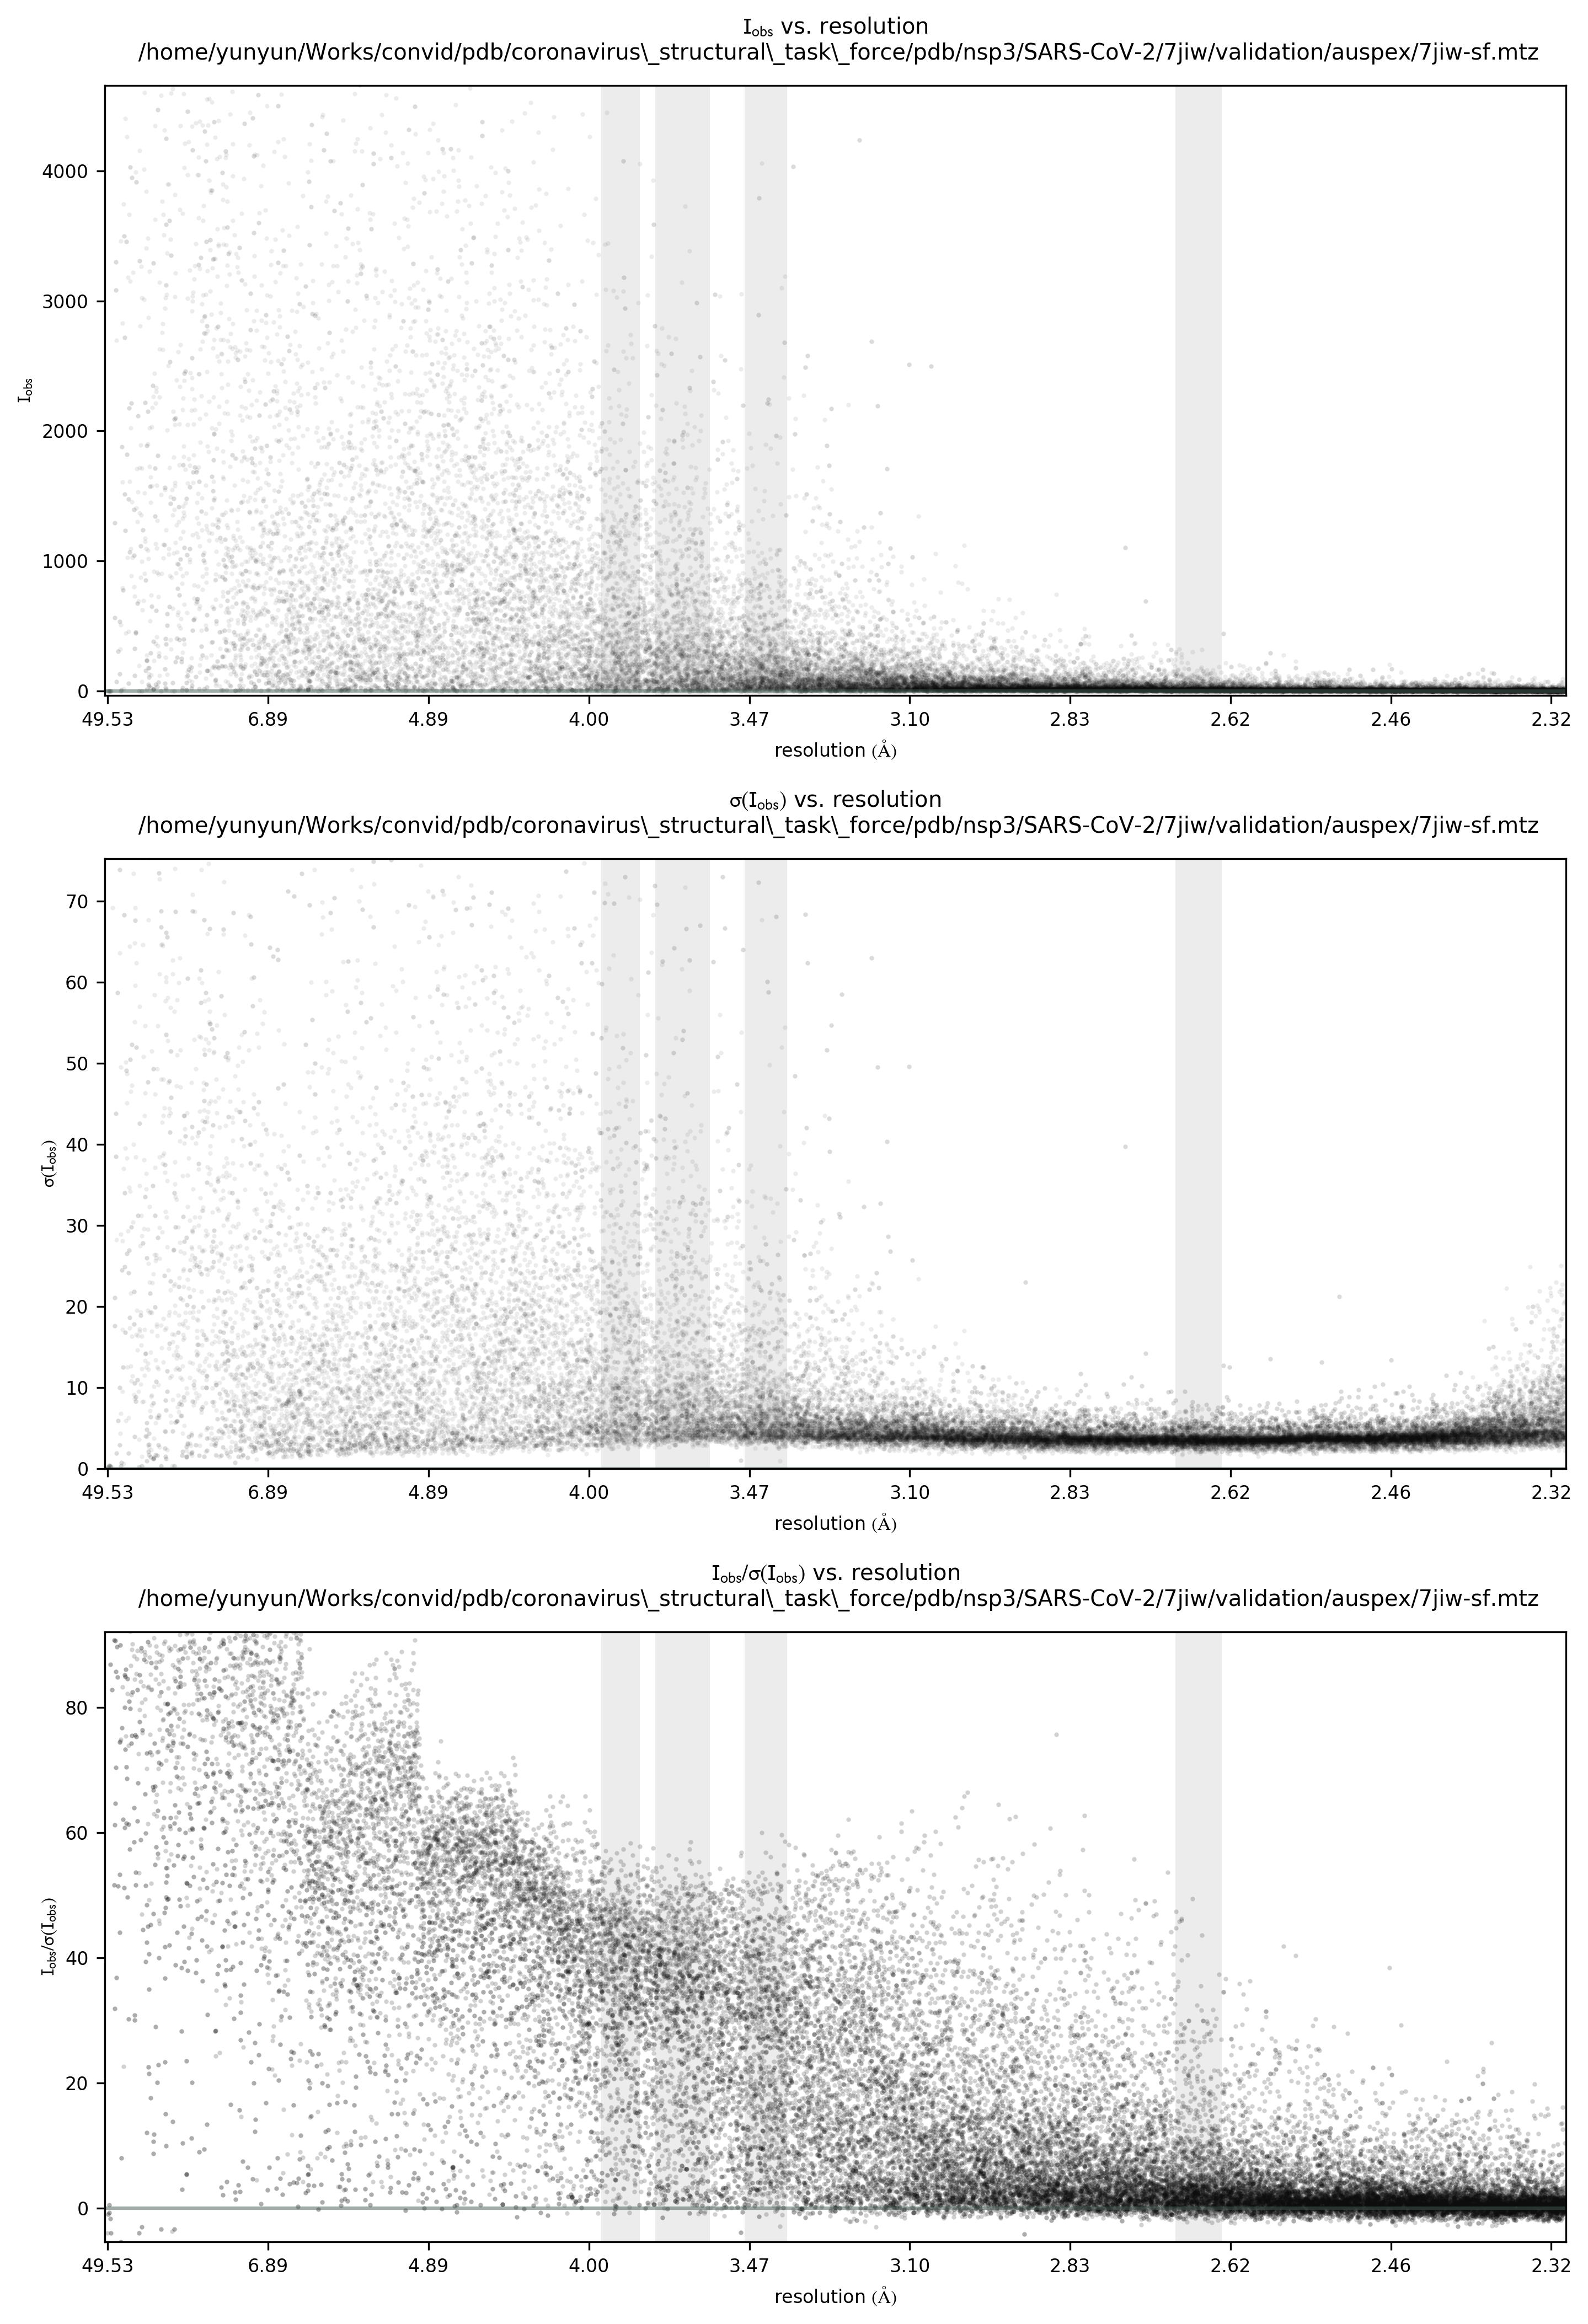 Iobs vs. resolution
/home/yunyun/Works/convid/pdb/coronavirus\_structural\_task\_force/pdb/nsp3/SARS-CoV-2/7jiw/validation/auspex/7jiw-sf.mtz
4000
3000
2000
1000
0
Iobs
49.53 6.89 4.89 4.00 3.47 3.10 2.83 2.62 2.46 2.32
resolution (Å)
σ(Iobs) vs. resolution
/home/yunyun/Works/convid/pdb/coronavirus\_structural\_task\_force/pdb/nsp3/SARS-CoV-2/7jiw/validation/auspex/7jiw-sf.mtz
70
60
50
40
30
20
10
0
σ(Iobs)
49.53 6.89 4.89 4.00 3.47 3.10 2.83 2.62 2.46 2.32
resolution (Å)
Iobs/σ(Iobs) vs. resolution
/home/yunyun/Works/convid/pdb/coronavirus\_structural\_task\_force/pdb/nsp3/SARS-CoV-2/7jiw/validation/auspex/7jiw-sf.mtz
80
60
40
20
0
Iobs/σ(Iobs)
49.53 6.89 4.89 4.00 3.47 3.10 2.83 2.62 2.46 2.32
resolution (Å)